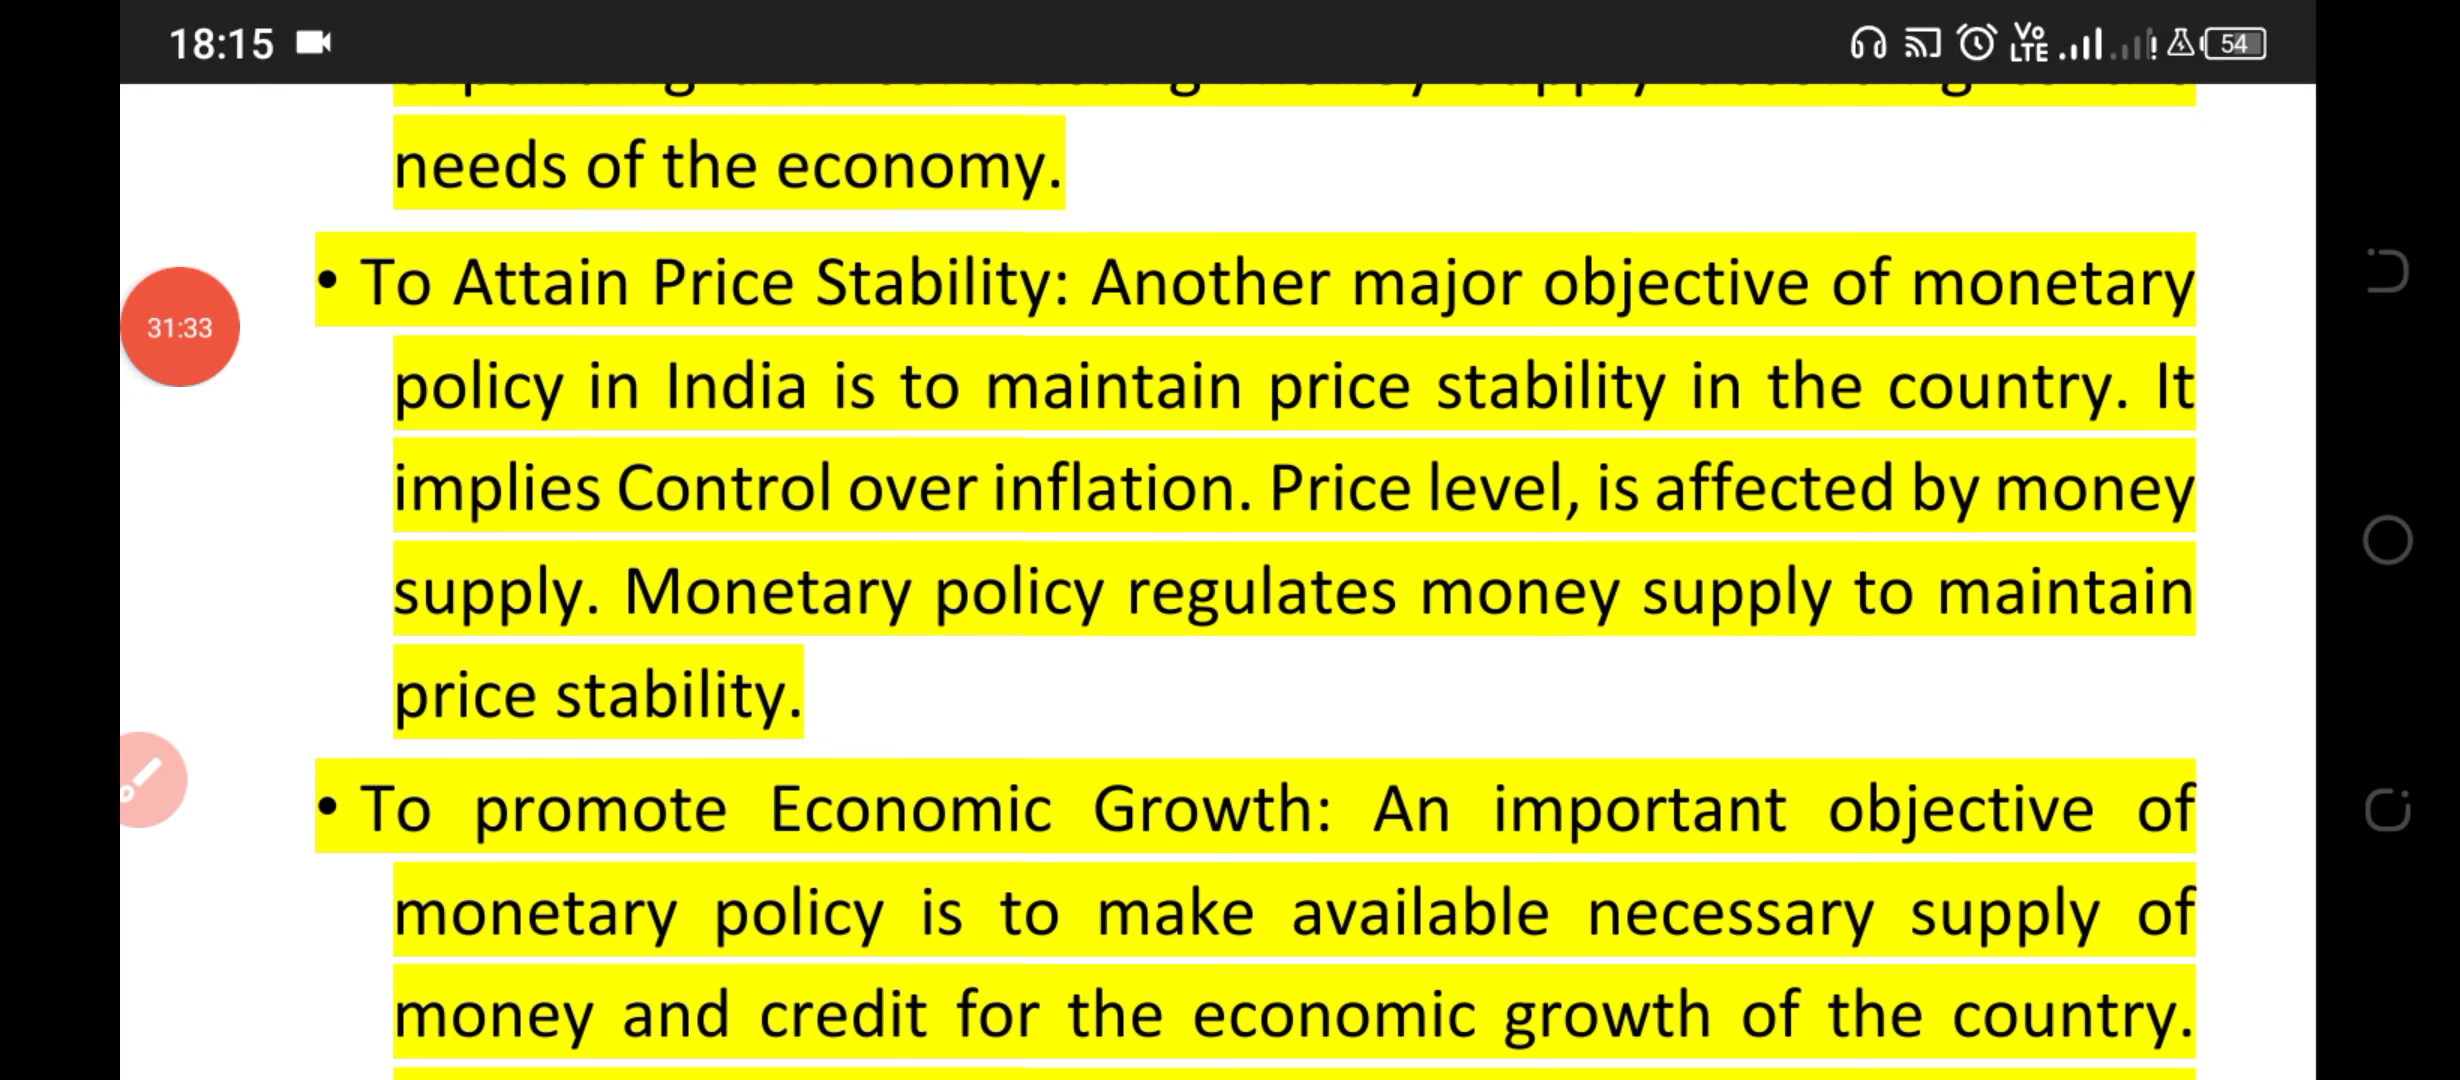 18:15
Vo
LTE
54
needs of the economy.
• To Attain Price Stability: Another major objective of monetary
31:33
policy in India is to maintain price stability in the country. It
implies Control over inflation. Price level, is affected by money
supply. Monetary policy regulates money supply to maintain
price stability.
• To promote Economic Growth: An important objective of
monetary policy is to make available necessary supply of
money and credit for the economic growth of the country.